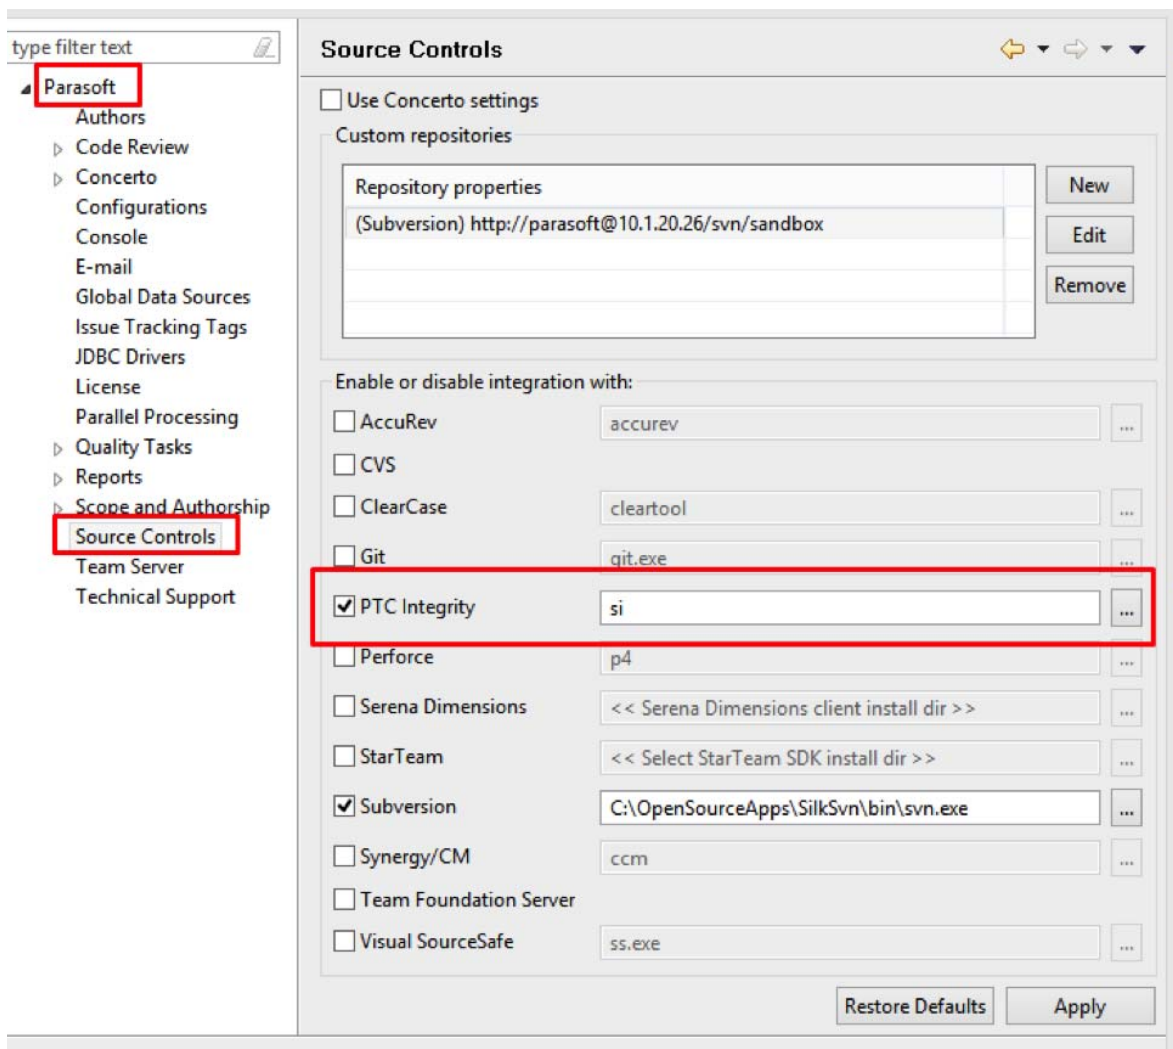 type filter text
Parasoft
Authors
Code Review
Concerto
Configurations
Console
E-mail
Global Data Sources
Issue Tracking Tags
JDBC Drivers
License
Parallel Processing
Quality Tasks
Reports
Scope and Authorship
Source Controls
Team Server
Technical Support
Source Controls
Use Concerto settings
Custom repositories
Repository properties
(Subversion) http://parasoft@10.1.20.26/svn/sandbox
New
Edit
Remove
Enable or disable integration with:
AccuRev accurev ...
CVS
ClearCase cleartool ...
Git git.exe ...
PTC Integrity si ...
Perforce p4 ...
Serena Dimensions << Serena Dimensions client install dir >> ...
StarTeam << Select StarTeam SDK install dir >> ...
Subversion C:\OpenSourceApps\SilkSvn\bin\svn.exe ...
Synergy/CM ccm ...
Team Foundation Server
Visual SourceSafe ss.exe ...
Restore Defaults Apply